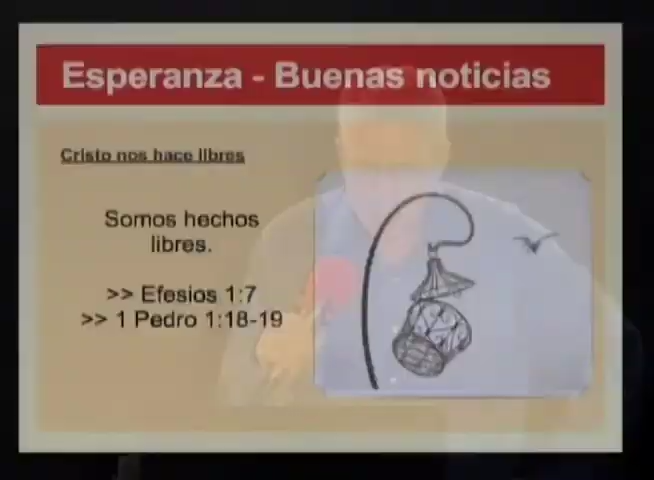 Esperanza - Buenas noticias
Cristo nos hace libres
Somos hechos
libres.
>> Efesios 1:7
>> 1 Pedro 1:18-19